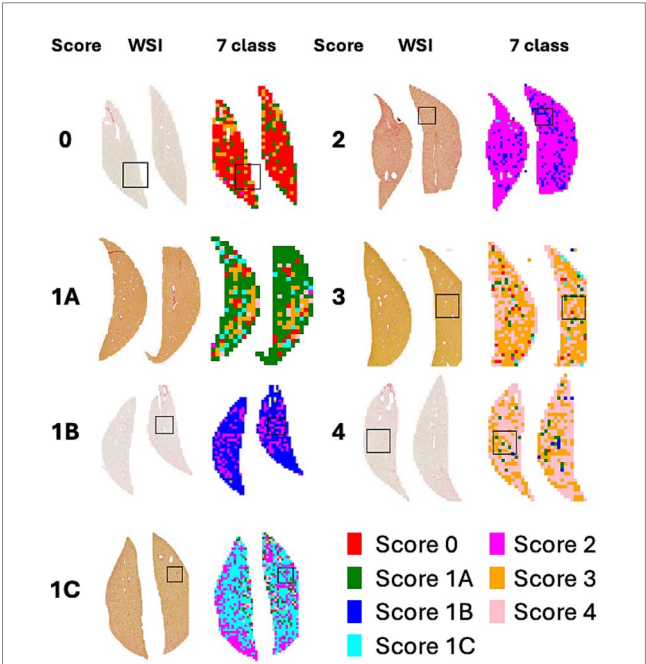 Score WSI 7 class Score WSI 7 class
0 2
1A 3
1B 4
1C
Score 0 Score 2
Score 1A Score 3
Score 1B Score 4
Score 1C